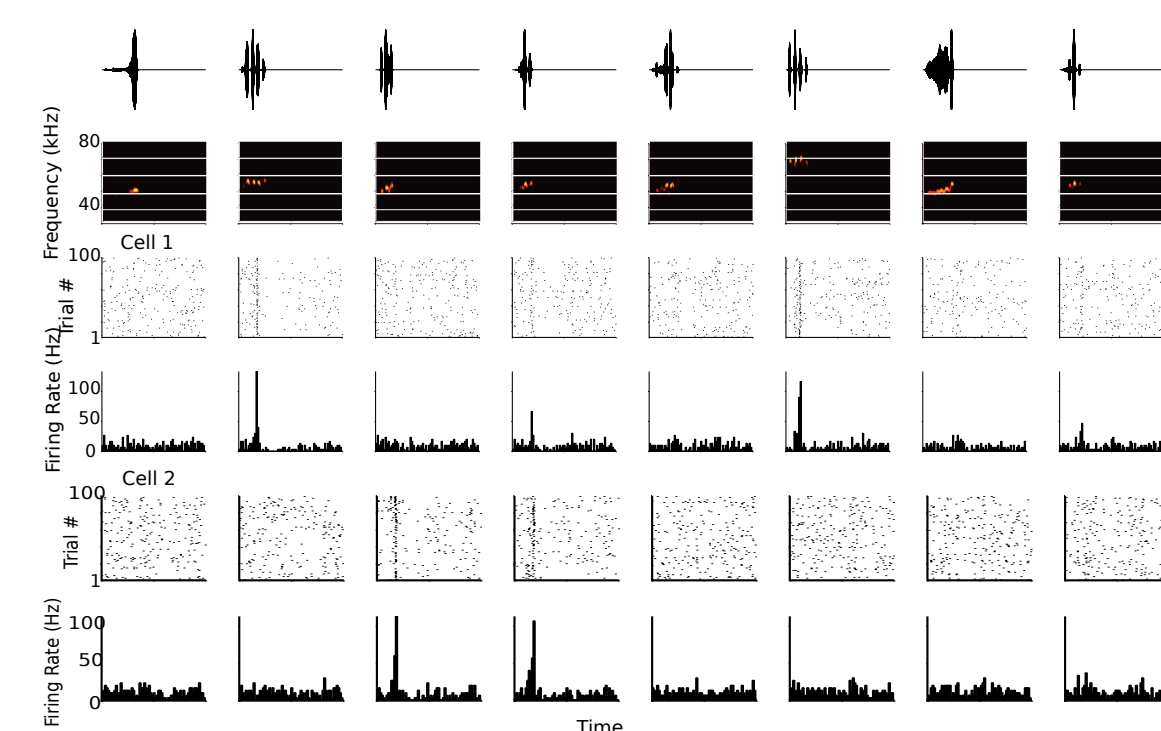 Frequency (kHz)
80
40
Cell 1
Trial #
100
1
Firing Rate (Hz)
100
50
0
Cell 2
Trial #
100
1
Firing Rate (Hz)
100
50
0
Time